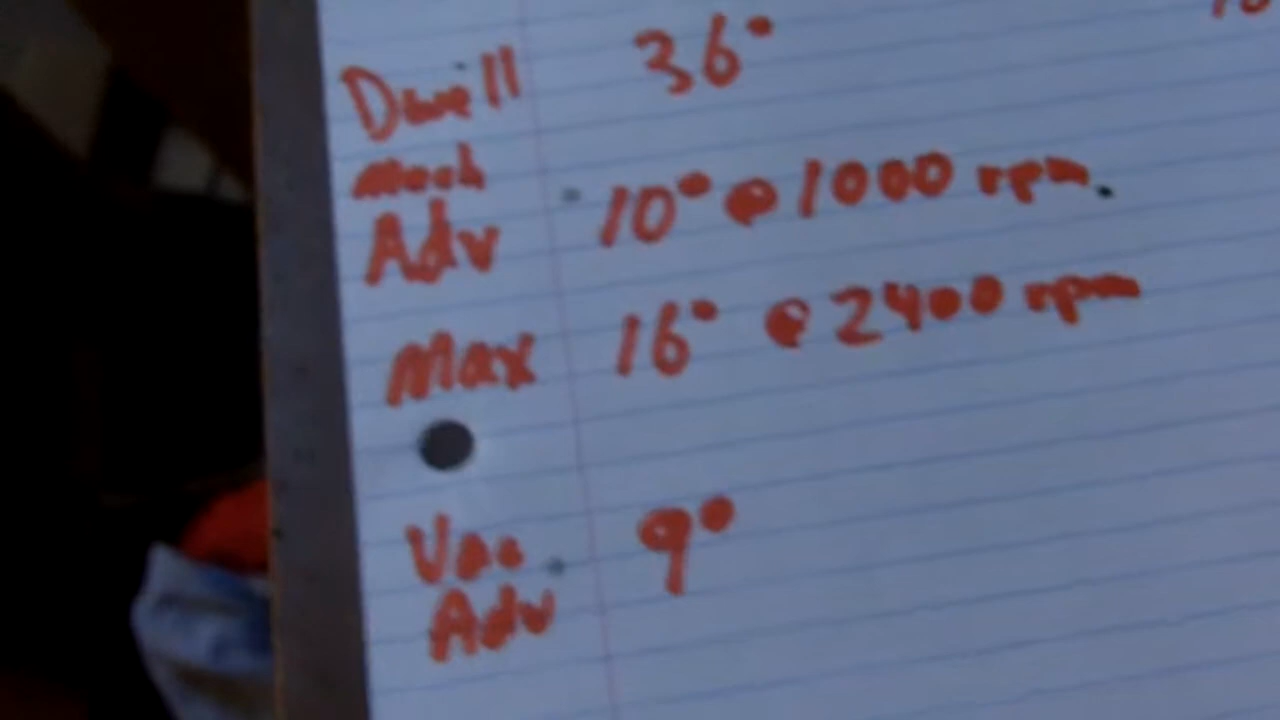 Dwell 36°
Mech
Adv 10° @ 1000 rpm
Max 16° @ 2400 rpm
Vac 9°
Adv